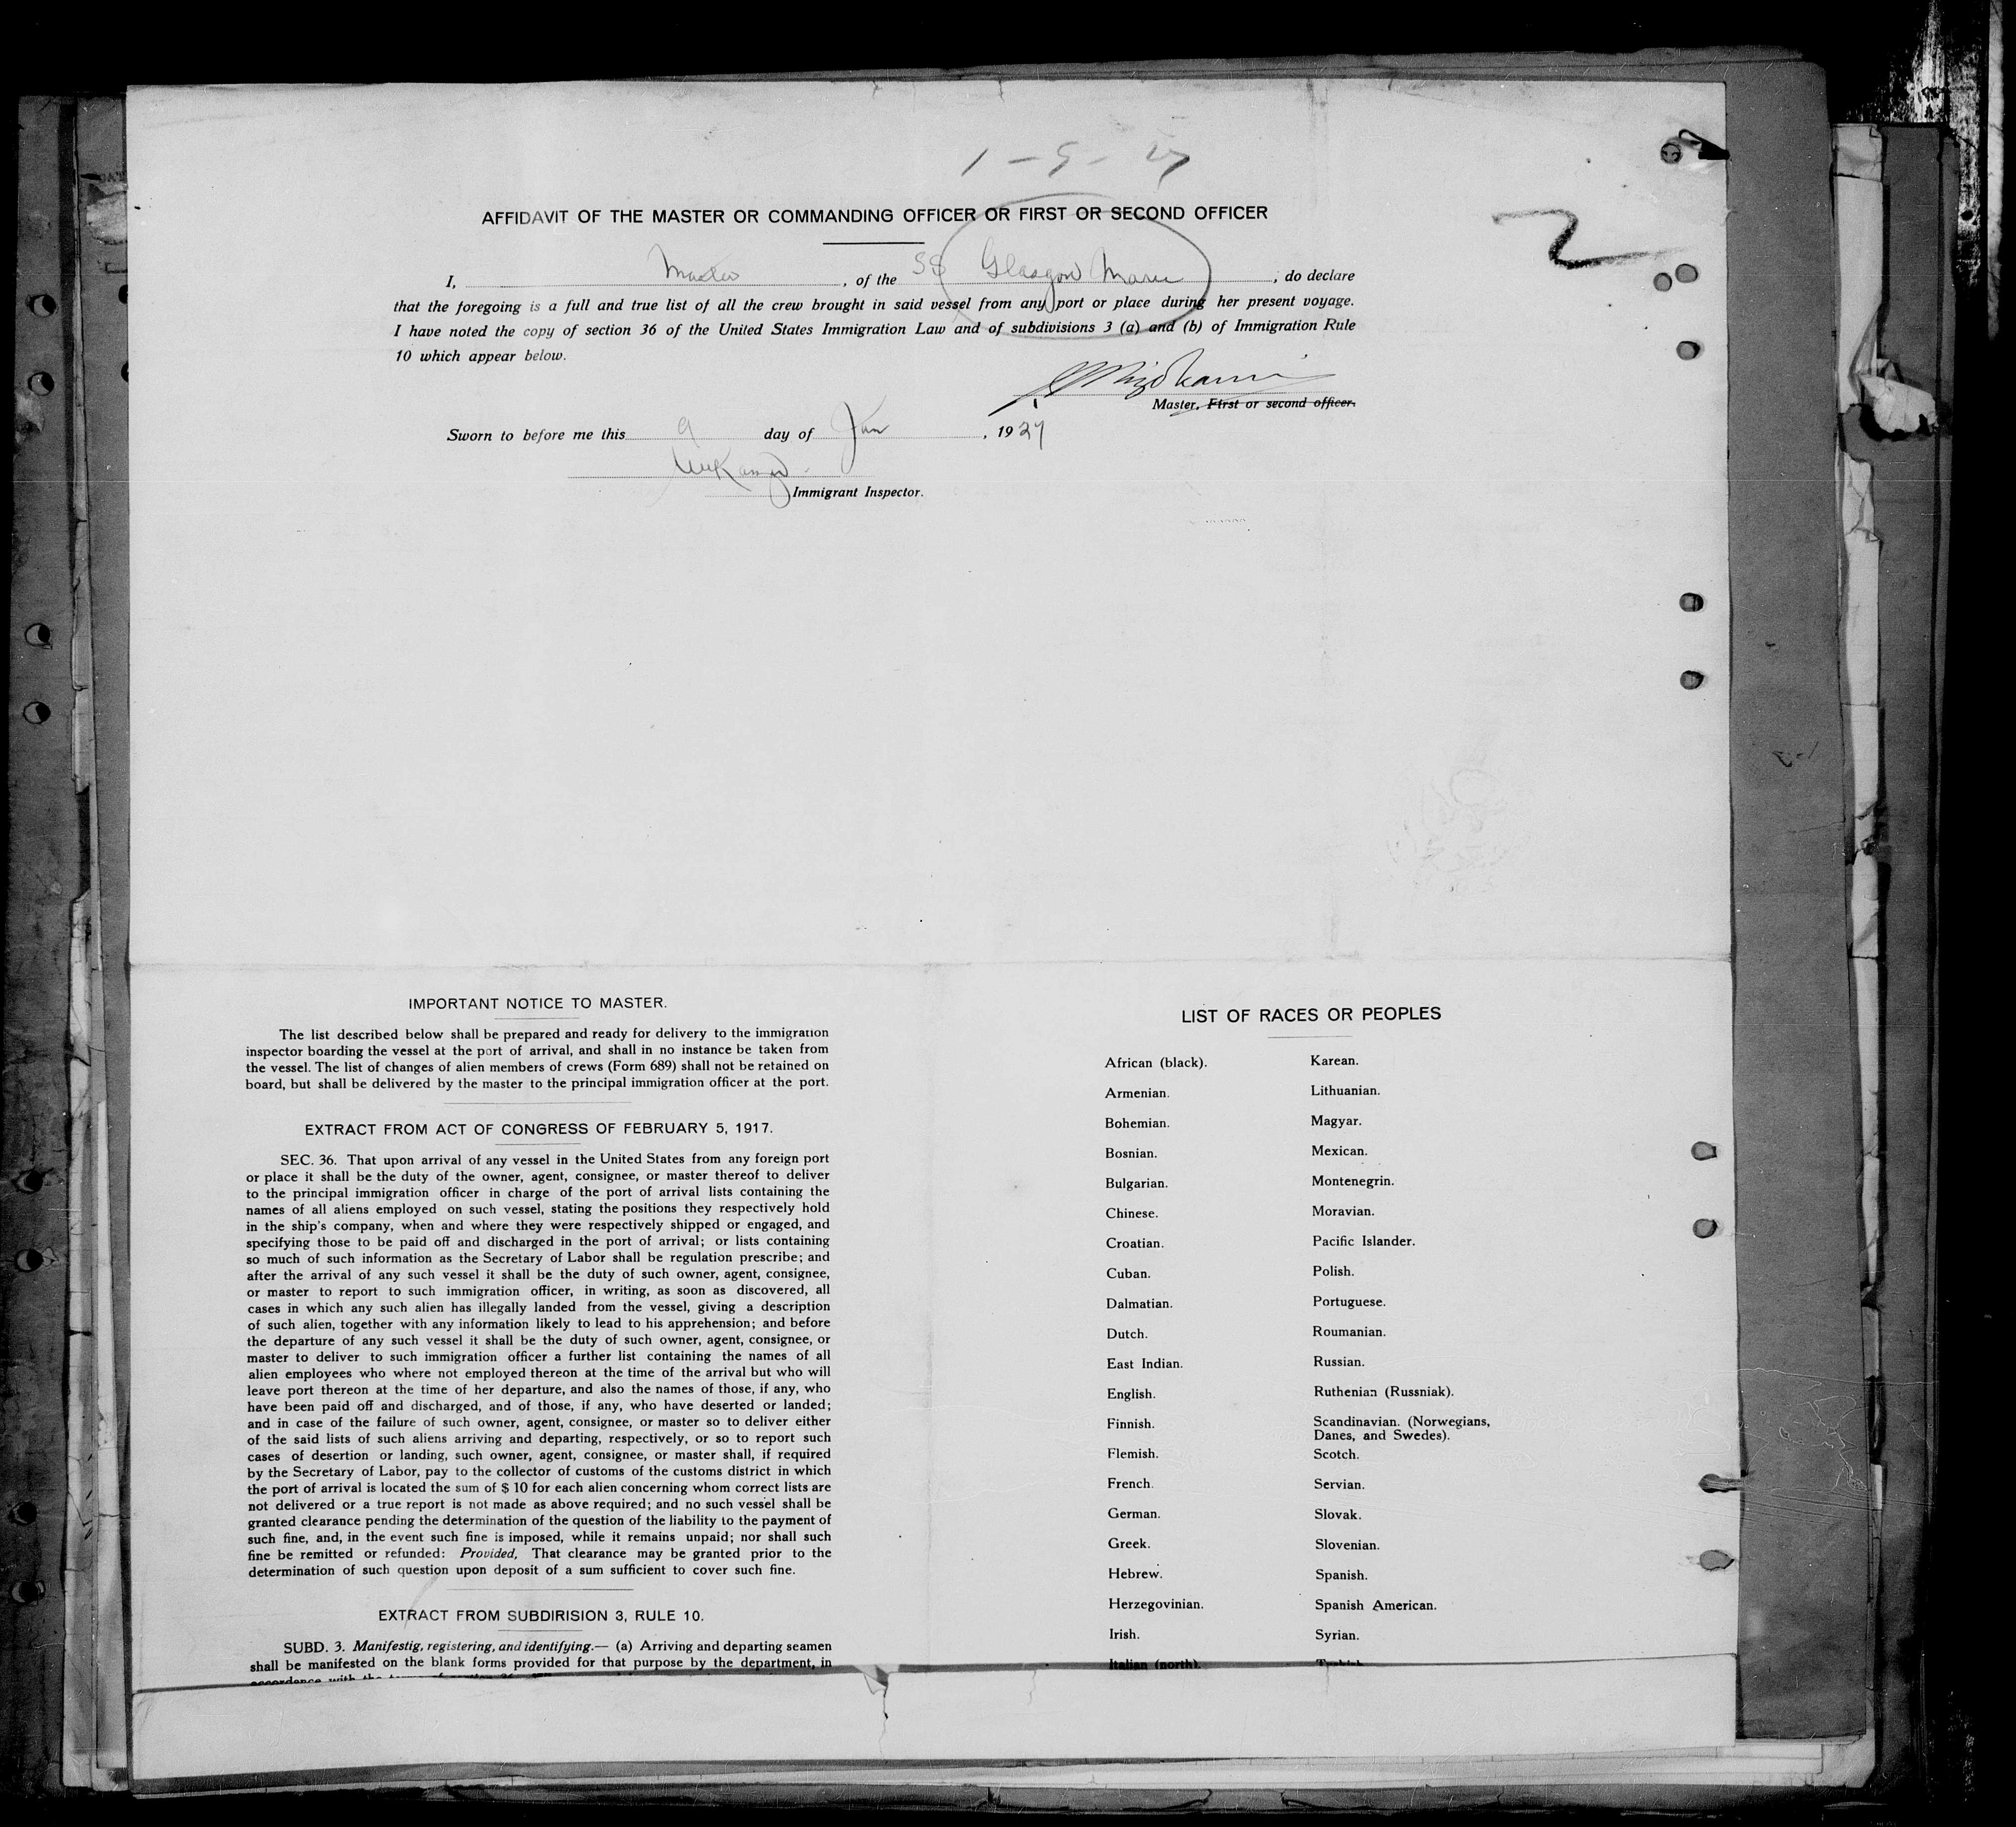 1-9-27
AFFIDAVIT OF THE MASTER OR COMMANDING OFFICER OR FIRST OR SECOND OFFICER
I, Master, of the SS Glasgow Maru, do declare
that the foregoing is a full and true list of all the crew brought in said vessel from any port or place during her present voyage.
I have noted the copy of section 36 of the United States Immigration Law and of subdivisions 3 (a) and (b) of Immigration Rule
10 which appear below.
Master, First or second officer.
Sworn to before me this 9 day of Jan, 1927
Immigrant Inspector.
2
IMPORTANT NOTICE TO MASTER.
The list described below shall be prepared and ready for delivery to the immigration
inspector boarding the vessel at the port of arrival, and shall in no instance be taken from
the vessel. The list of changes of alien members of crews (Form 689) shall not be retained on
board, but shall be delivered by the master to the principal immigration officer at the port.
EXTRACT FROM ACT OF CONGRESS OF FEBRUARY 5, 1917.
SEC. 36. That upon arrival of any vessel in the United States from any foreign port
or place it shall be the duty of the owner, agent, consignee, or master thereof to deliver
to the principal immigration officer in charge of the port of arrival lists containing the
names of all aliens employed on such vessel, stating the positions they respectively hold
in the ship's company, when and where they were respectively shipped or engaged, and
specifying those to be paid off and discharged in the port of arrival; or lists containing
so much of such information as the Secretary of Labor shall be regulation prescribe; and
after the arrival of any such vessel it shall be the duty of such owner, agent, consignee,
or master to report to such immigration officer, in writing, as soon as discovered, all
cases in which any such alien has illegally landed from the vessel, giving a description
of such alien, together with any information likely to lead to his apprehension; and before
the departure of any such vessel it shall be the duty of such owner, agent, consignee, or
master to deliver to such immigration officer a further list containing the names of all
alien employees who where not employed thereon at the time of the arrival but who will
leave port thereon at the time of her departure, and also the names of those, if any, who
have been paid off and discharged, and of those, if any, who have deserted or landed;
and in case of the failure of such owner, agent, consignee, or master so to deliver either
of the said lists of such aliens arriving and departing, respectively, or so to report such
cases of desertion or landing, such owner, agent, consignee, or master shall, if required
by the Secretary of Labor, pay to the collector of customs of the customs district in which
the port of arrival is located the sum of $ 10 for each alien concerning whom correct lists are
not delivered or a true report is not made as above required; and no such vessel shall be
granted clearance pending the determination of the question of the liability to the payment of
such fine, and, in the event such fine is imposed, while it remains unpaid; nor shall such
fine be remitted or refunded: Provided, That clearance may be granted prior to the
determination of such question upon deposit of a sum sufficient to cover such fine.
EXTRACT FROM SUBDIRISION 3, RULE 10.
SUBD. 3. Manifestig, registering, and identifying.— (a) Arriving and departing seamen
shall be manifested on the blank forms provided for that purpose by the department, in
accordance with the
LIST OF RACES OR PEOPLES
African (black). Karean.
Armenian. Lithuanian.
Bohemian. Magyar.
Bosnian. Mexican.
Bulgarian. Montenegrin.
Chinese. Moravian.
Croatian. Pacific Islander.
Cuban. Polish.
Dalmatian. Portuguese.
Dutch. Roumanian.
East Indian. Russian.
English. Ruthenian (Russniak).
Finnish. Scandinavian. (Norwegians,
Danes, and Swedes).
Flemish. Scotch.
French. Servian.
German. Slovak.
Greek. Slovenian.
Hebrew. Spanish.
Herzegovinian. Spanish American.
Irish. Syrian.
Italian (north). Turkish